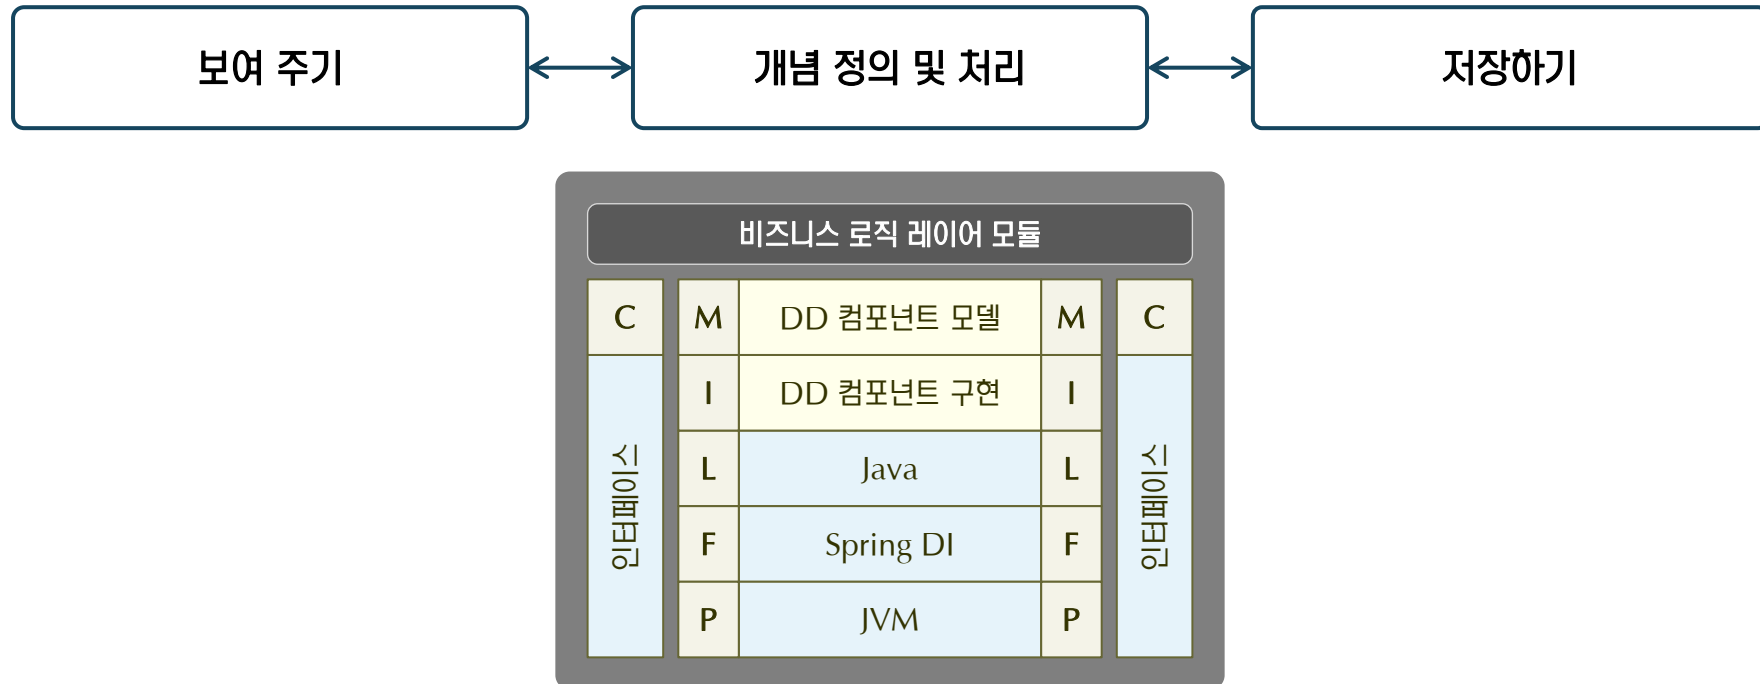 보여 주기
개념 정의 및 처리
저장하기
비즈니스 로직 레이어 모듈
C M DD 컴포넌트 모델 M C
I DD 컴포넌트 구현 I
L Java L
F Spring DI F
P JVM P
인터페이스
인터페이스